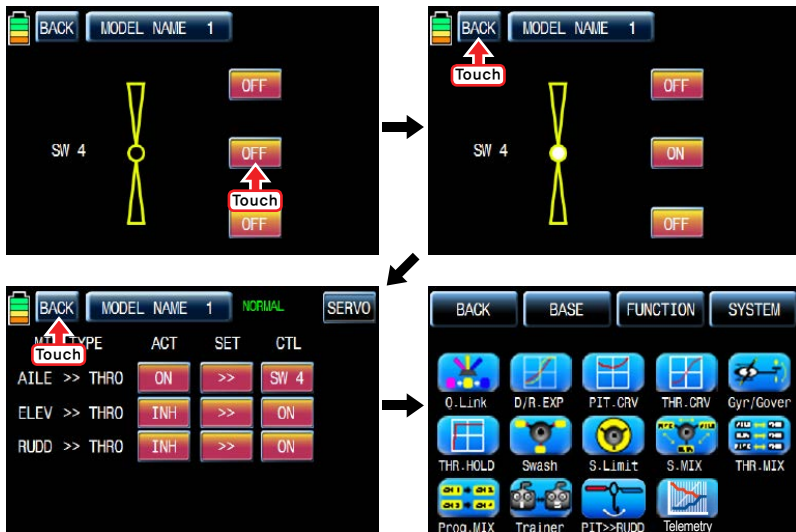 BACK MODEL NAME 1
OFF
SW 4 OFF
Touch
OFF
BACK MODEL NAME 1
Touch
OFF
SW 4 ON
OFF
BACK MODEL NAME 1 NORMAL SERVO
Touch
TYPE ACT SET CTL
AILE >> THRO ON >> SW 4
ELEV >> THRO INH >> ON
RUDD >> THRO INH >> ON
BACK BASE FUNCTION SYSTEM
Q.Link D/R.EXP PIT.CRV THR.CRV Gyr/Gover
THR.HOLD Swash S.Limit S.MIX THR.MIX
Prog.MIX Trainer PIT>>RUDD Telemetry